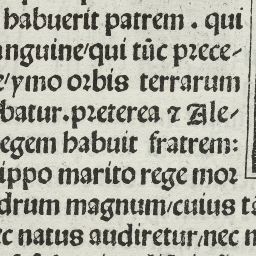 habuerit patrem . qui
anguine/qui tūc prece-
e/ymo orbis terrarum
batur.preterea ⁊ Ale-
egem habuit fratrem:
ippo marito rege mor
drum magnum/cuius tā
c natus audiretur/nec n